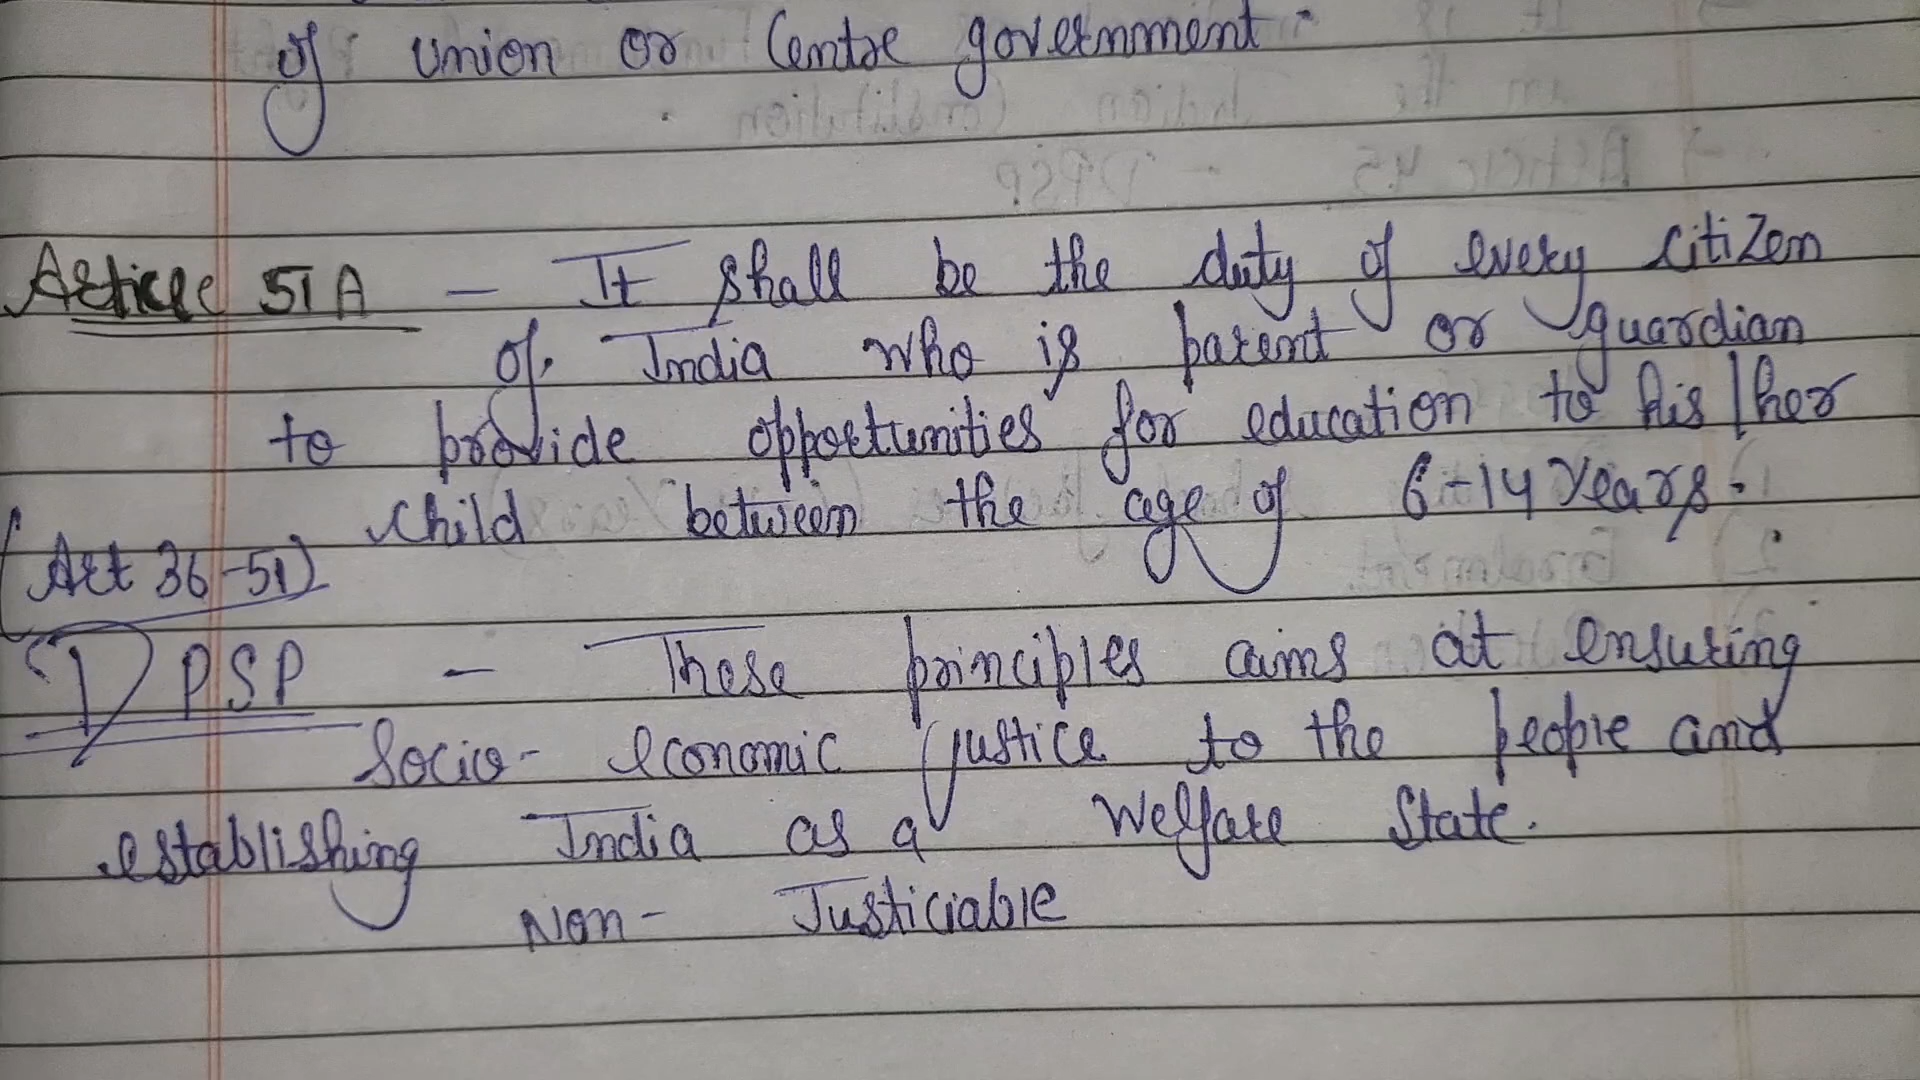 of union or Centre government.
Article 51A - It shall be the duty of every citizen
of India who is parent or guardian
to provide opportunities for education to his/her
child between the age of 6-14 Years.
(Art 36-51)
DPSP - These principles aims at ensuring
Socio-economic justice to the people and
establishing India as a Welfare State.
Non-Justiciable